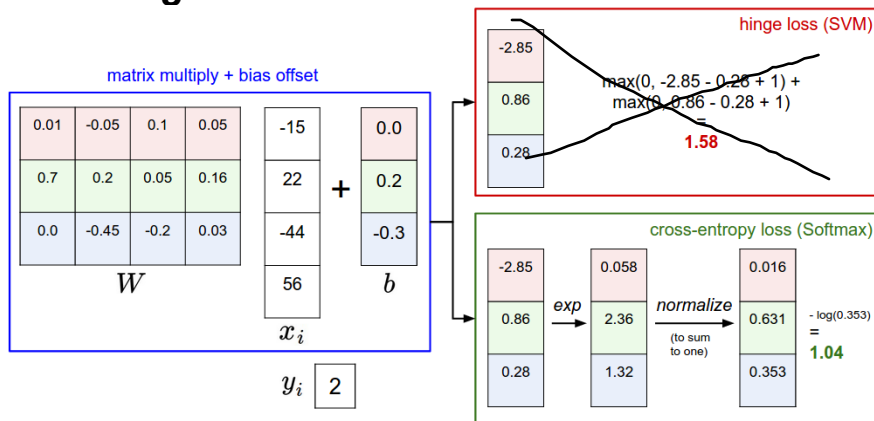 matrix multiply + bias offset
0.01 -0.05 0.1 0.05
0.7 0.2 0.05 0.16
0.0 -0.45 -0.2 0.03
W
-15
22
-44
56
x_i
+
0.0
0.2
-0.3
b
y_i 2
hinge loss (SVM)
-2.85
0.86
0.28
max(0, -2.85 - 0.28 + 1) +
max(0, 0.86 - 0.28 + 1)
=
1.58
cross-entropy loss (Softmax)
-2.85
0.86
0.28
exp
0.058
2.36
1.32
normalize
(to sum
to one)
0.016
0.631
0.353
- log(0.353)
=
1.04